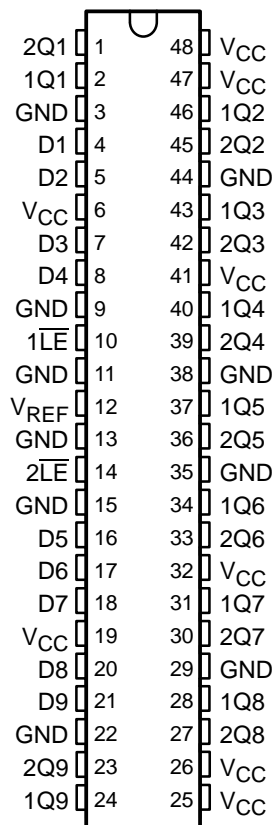 2Q1 1 48 VCC
1Q1 2 47 VCC
GND 3 46 1Q2
D1 4 45 2Q2
D2 5 44 GND
VCC 6 43 1Q3
D3 7 42 2Q3
D4 8 41 VCC
GND 9 40 1Q4
1L̅E̅ 10 39 2Q4
GND 11 38 GND
VREF 12 37 1Q5
GND 13 36 2Q5
2L̅E̅ 14 35 GND
GND 15 34 1Q6
D5 16 33 2Q6
D6 17 32 VCC
D7 18 31 1Q7
VCC 19 30 2Q7
D8 20 29 GND
D9 21 28 1Q8
GND 22 27 2Q8
2Q9 23 26 VCC
1Q9 24 25 VCC